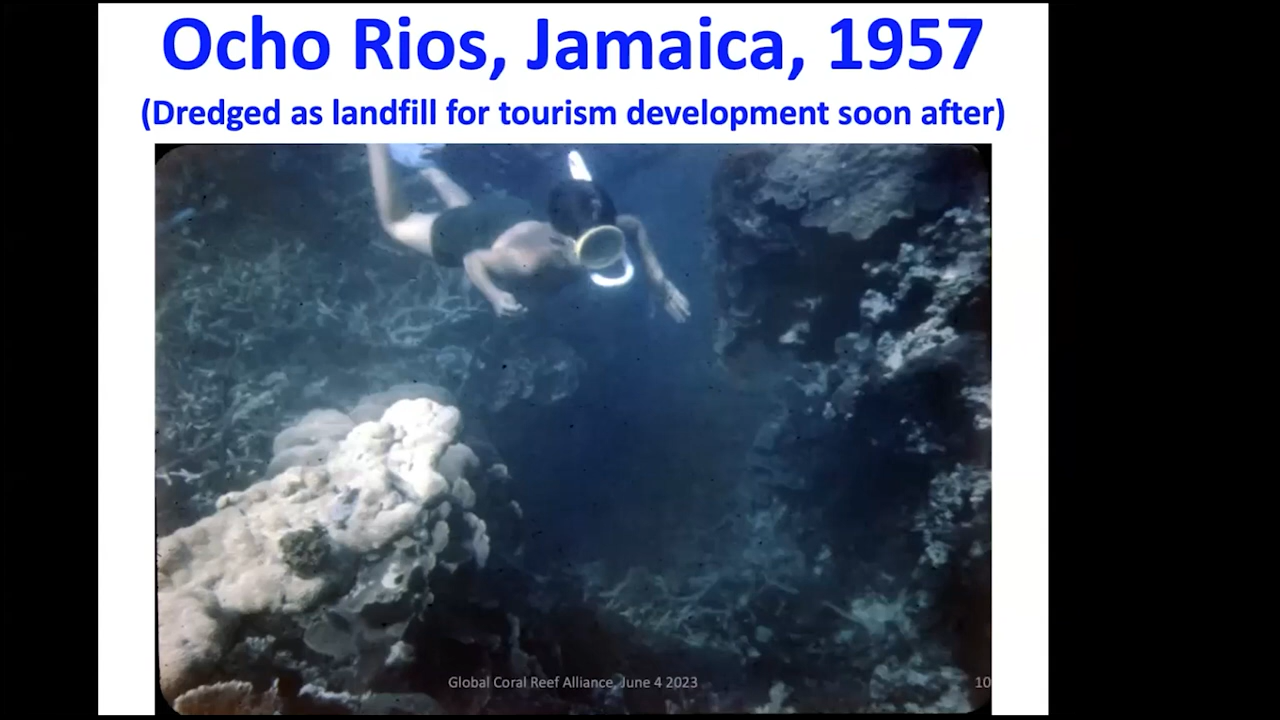 Ocho Rios, Jamaica, 1957
(Dredged as landfill for tourism development soon after)
Global Coral Reef Alliance, June 4 2023
10